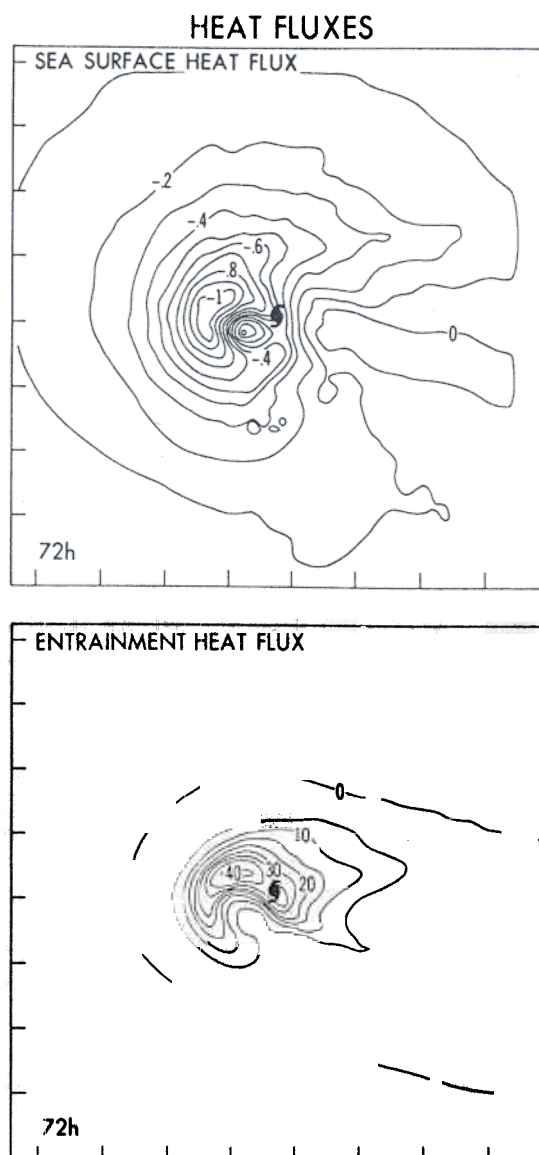 HEAT FLUXES
SEA SURFACE HEAT FLUX
-.2
-.4
-.6
.8
-1
0
-.4
72h
ENTRAINMENT HEAT FLUX
0
10
40
30
20
72h